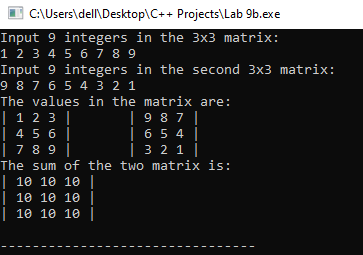 C:\Users\dell\Desktop\C++ Projects\Lab 9b.exe
Input 9 integers in the 3x3 matrix:
1 2 3 4 5 6 7 8 9
Input 9 integers in the second 3x3 matrix:
9 8 7 6 5 4 3 2 1
The values in the matrix are:
| 1 2 3 |       | 9 8 7 |
| 4 5 6 |       | 6 5 4 |
| 7 8 9 |       | 3 2 1 |
The sum of the two matrix is:
| 10 10 10 |
| 10 10 10 |
| 10 10 10 |
--------------------------------